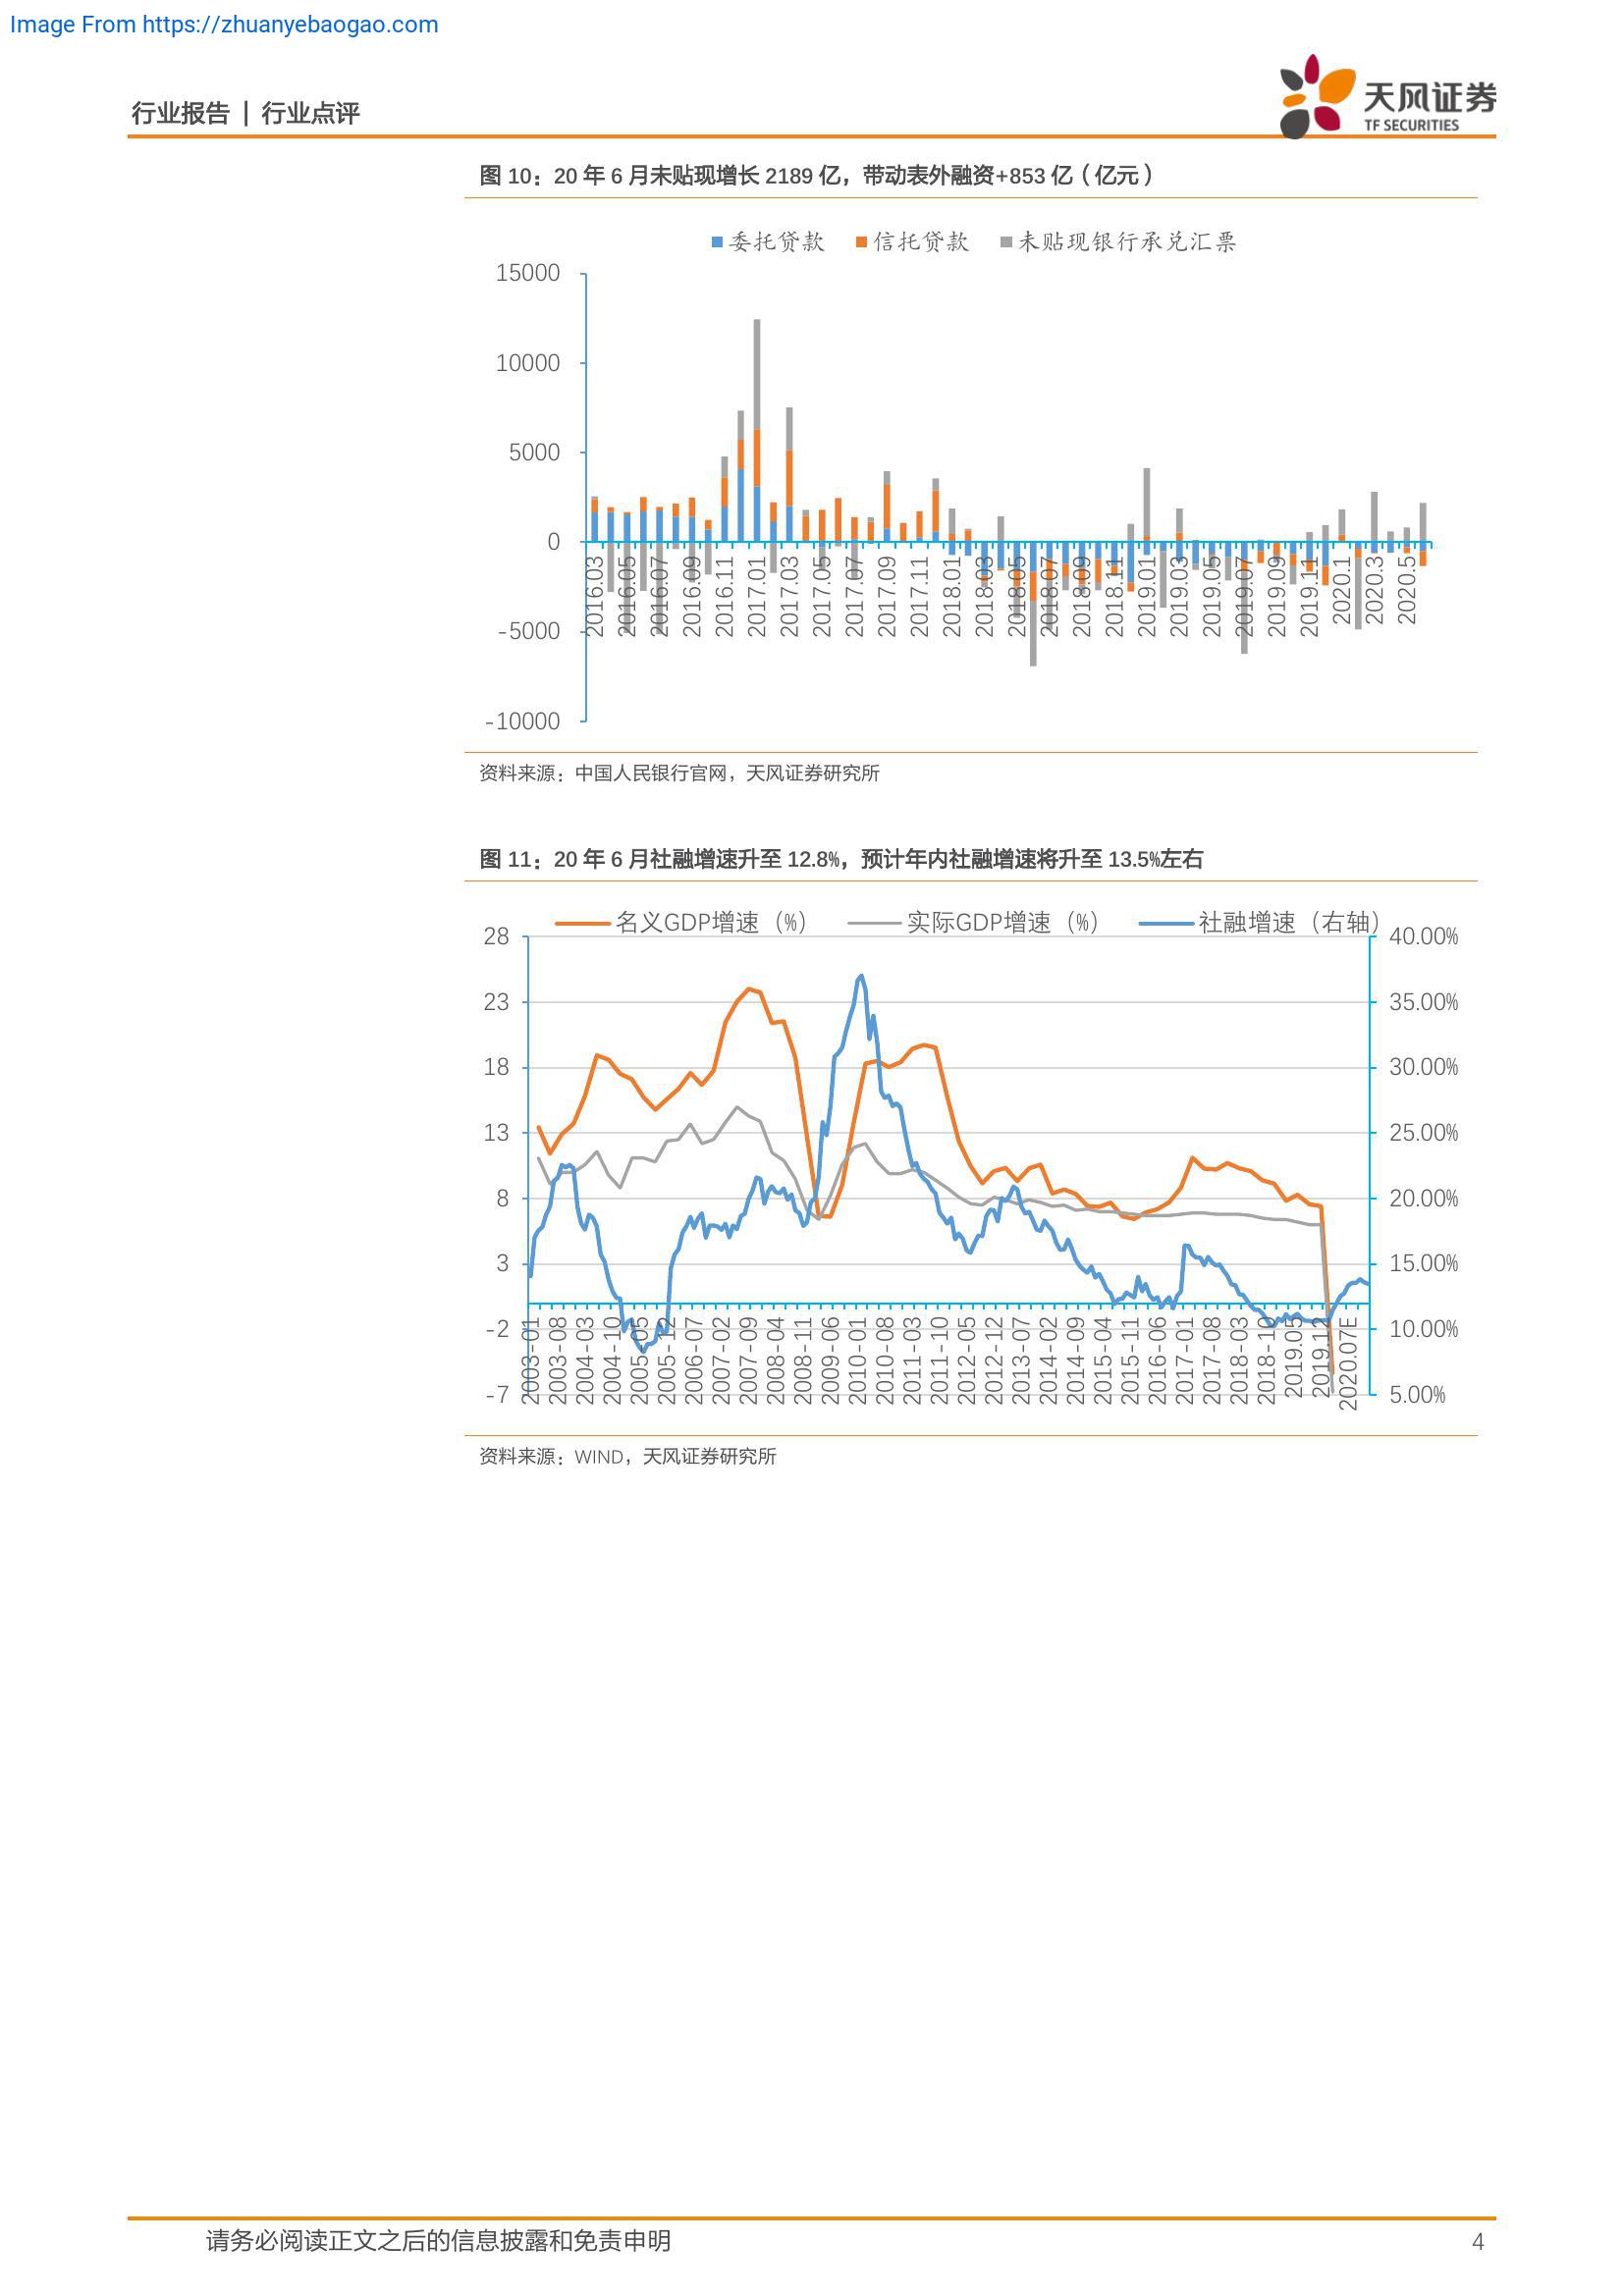 Image From https://zhuanyebaogao.com
行业报告 | 行业点评
天风证券
TF SECURITIES
图 10：20 年 6 月未贴现增长 2189 亿，带动表外融资+853 亿（亿元）
委托贷款 信托贷款 未贴现银行承兑汇票
15000
10000
5000
0
-5000
-10000
2016.03 2016.05 2016.07 2016.09 2016.11 2017.01 2017.03 2017.05 2017.07 2017.09 2017.11 2018.01 2018.03 2018.05 2018.07 2018.09 2018.11 2019.01 2019.03 2019.05 2019.07 2019.09 2019.11 2020.1 2020.3 2020.5
资料来源：中国人民银行官网，天风证券研究所
图 11：20 年 6 月社融增速升至 12.8%，预计年内社融增速将升至 13.5%左右
名义GDP增速（%） 实际GDP增速（%） 社融增速（右轴）
28 40.00%
23 35.00%
18 30.00%
13 25.00%
8 20.00%
3 15.00%
-2 10.00%
-7 5.00%
2003-01 2003-08 2004-03 2004-10 2005-05 2005-12 2006-07 2007-02 2007-09 2008-04 2008-11 2009-06 2010-01 2010-08 2011-03 2011-10 2012-05 2012-12 2013-07 2014-02 2014-09 2015-04 2015-11 2016-06 2017-01 2017-08 2018-03 2018-10 2019.05 2019.12 2020.07E
资料来源：WIND，天风证券研究所
请务必阅读正文之后的信息披露和免责申明
4